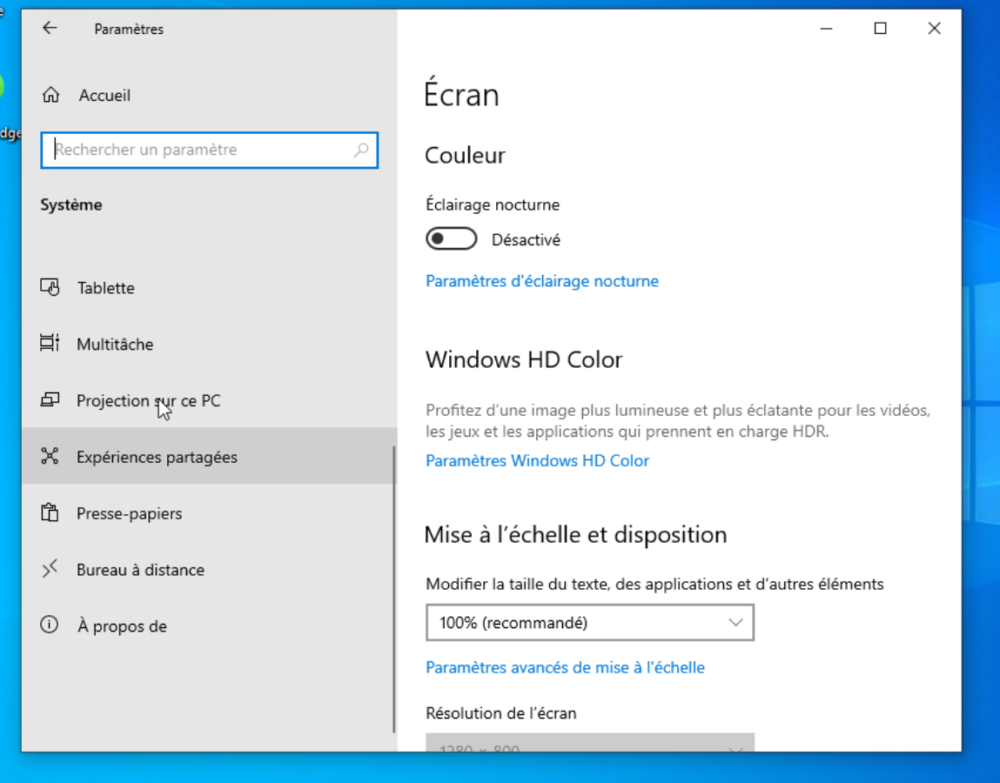 Paramètres
Accueil
Rechercher un paramètre
Système
Tablette
Multitâche
Projection sur ce PC
Expériences partagées
Presse-papiers
Bureau à distance
À propos de
Écran
Couleur
Éclairage nocturne
Désactivé
Paramètres d'éclairage nocturne
Windows HD Color
Profitez d’une image plus lumineuse et plus éclatante pour les vidéos,
les jeux et les applications qui prennent en charge HDR.
Paramètres Windows HD Color
Mise à l’échelle et disposition
Modifier la taille du texte, des applications et d’autres éléments
100% (recommandé)
Paramètres avancés de mise à l'échelle
Résolution de l’écran
1280 × 800